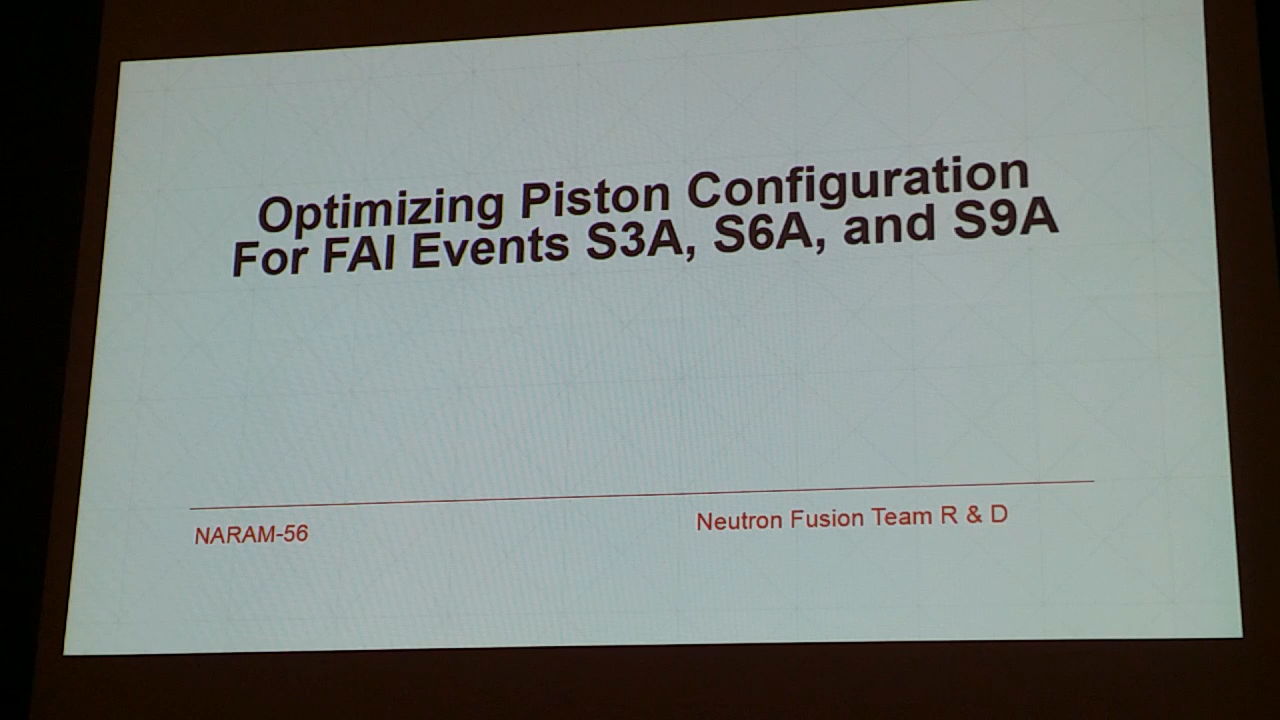 Optimizing Piston Configuration
For FAI Events S3A, S6A, and S9A
NARAM-56
Neutron Fusion Team R & D